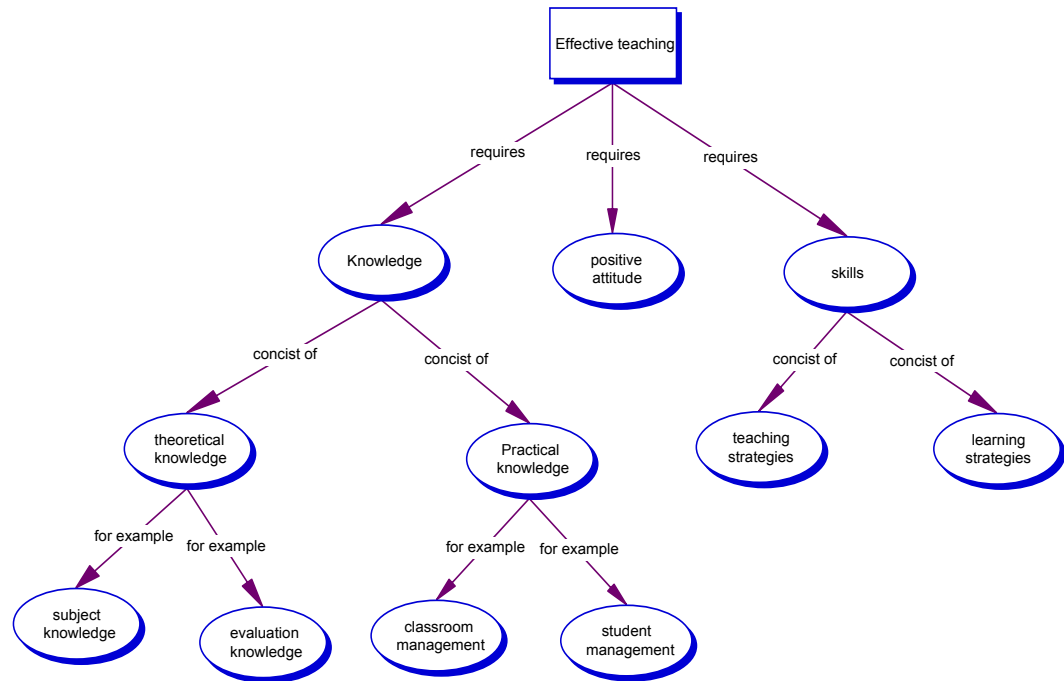 Effective teaching
requires
requires
requires
Knowledge
positive
attitude
skills
concist of
concist of
concist of
concist of
theoretical
knowledge
Practical
knowledge
teaching
strategies
learning
strategies
for example
for example
for example
for example
subject
knowledge
evaluation
knowledge
classroom
management
student
management